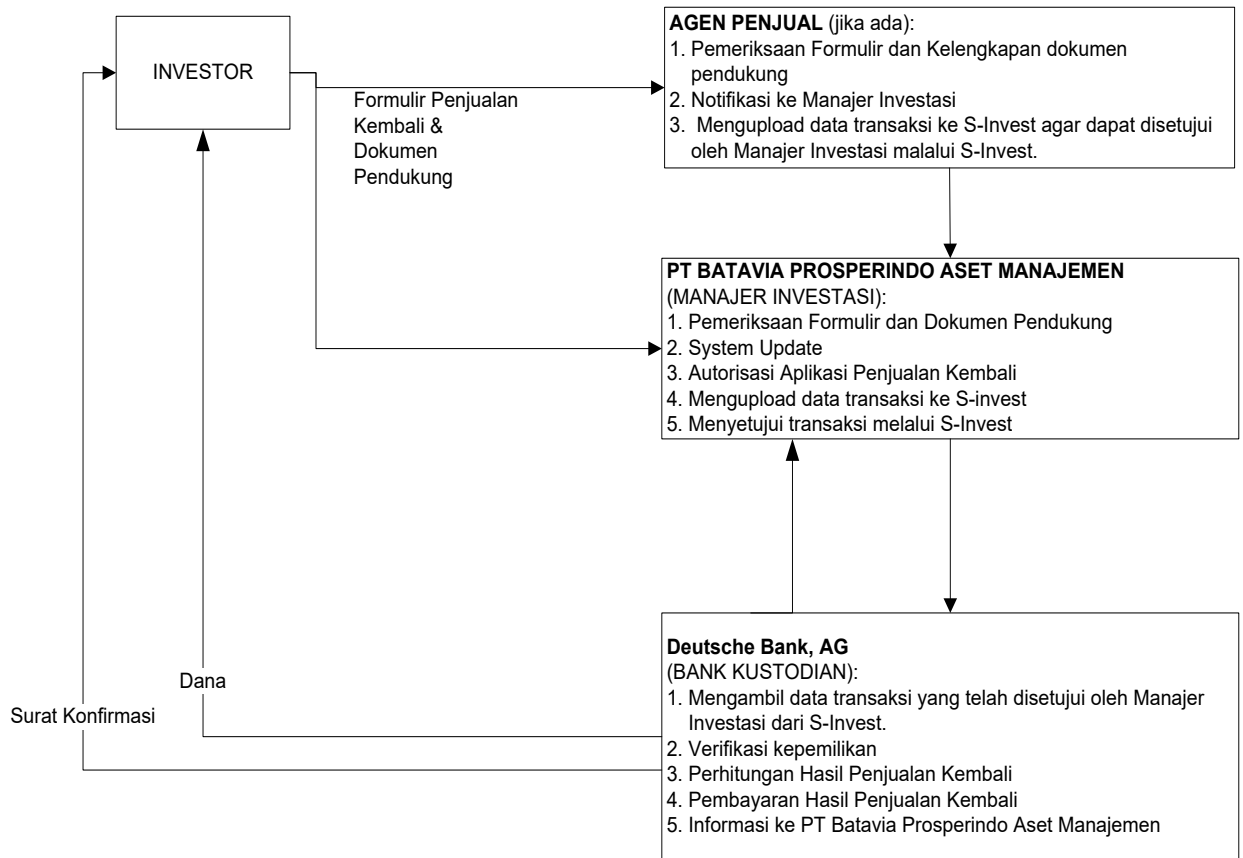 INVESTOR
Formulir Penjualan
Kembali &
Dokumen
Pendukung
AGEN PENJUAL (jika ada):
1. Pemeriksaan Formulir dan Kelengkapan dokumen
pendukung
2. Notifikasi ke Manajer Investasi
3. Mengupload data transaksi ke S-Invest agar dapat disetujui
oleh Manajer Investasi malalui S-Invest.
PT BATAVIA PROSPERINDO ASET MANAJEMEN
(MANAJER INVESTASI):
1. Pemeriksaan Formulir dan Dokumen Pendukung
2. System Update
3. Autorisasi Aplikasi Penjualan Kembali
4. Mengupload data transaksi ke S-invest
5. Menyetujui transaksi melalui S-Invest
Deutsche Bank, AG
(BANK KUSTODIAN):
1. Mengambil data transaksi yang telah disetujui oleh Manajer
Investasi dari S-Invest.
2. Verifikasi kepemilikan
3. Perhitungan Hasil Penjualan Kembali
4. Pembayaran Hasil Penjualan Kembali
5. Informasi ke PT Batavia Prosperindo Aset Manajemen
Dana
Surat Konfirmasi